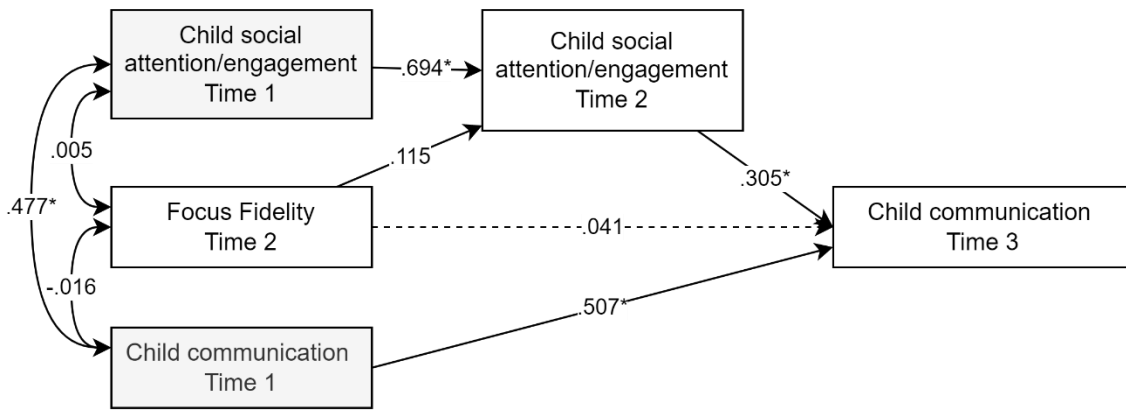 Child social
attention/engagement
Time 1
.694*
Child social
attention/engagement
Time 2
.005
.115
.477*
Focus Fidelity
Time 2
.041
.305*
Child communication
Time 3
-.016
.507*
Child communication
Time 1